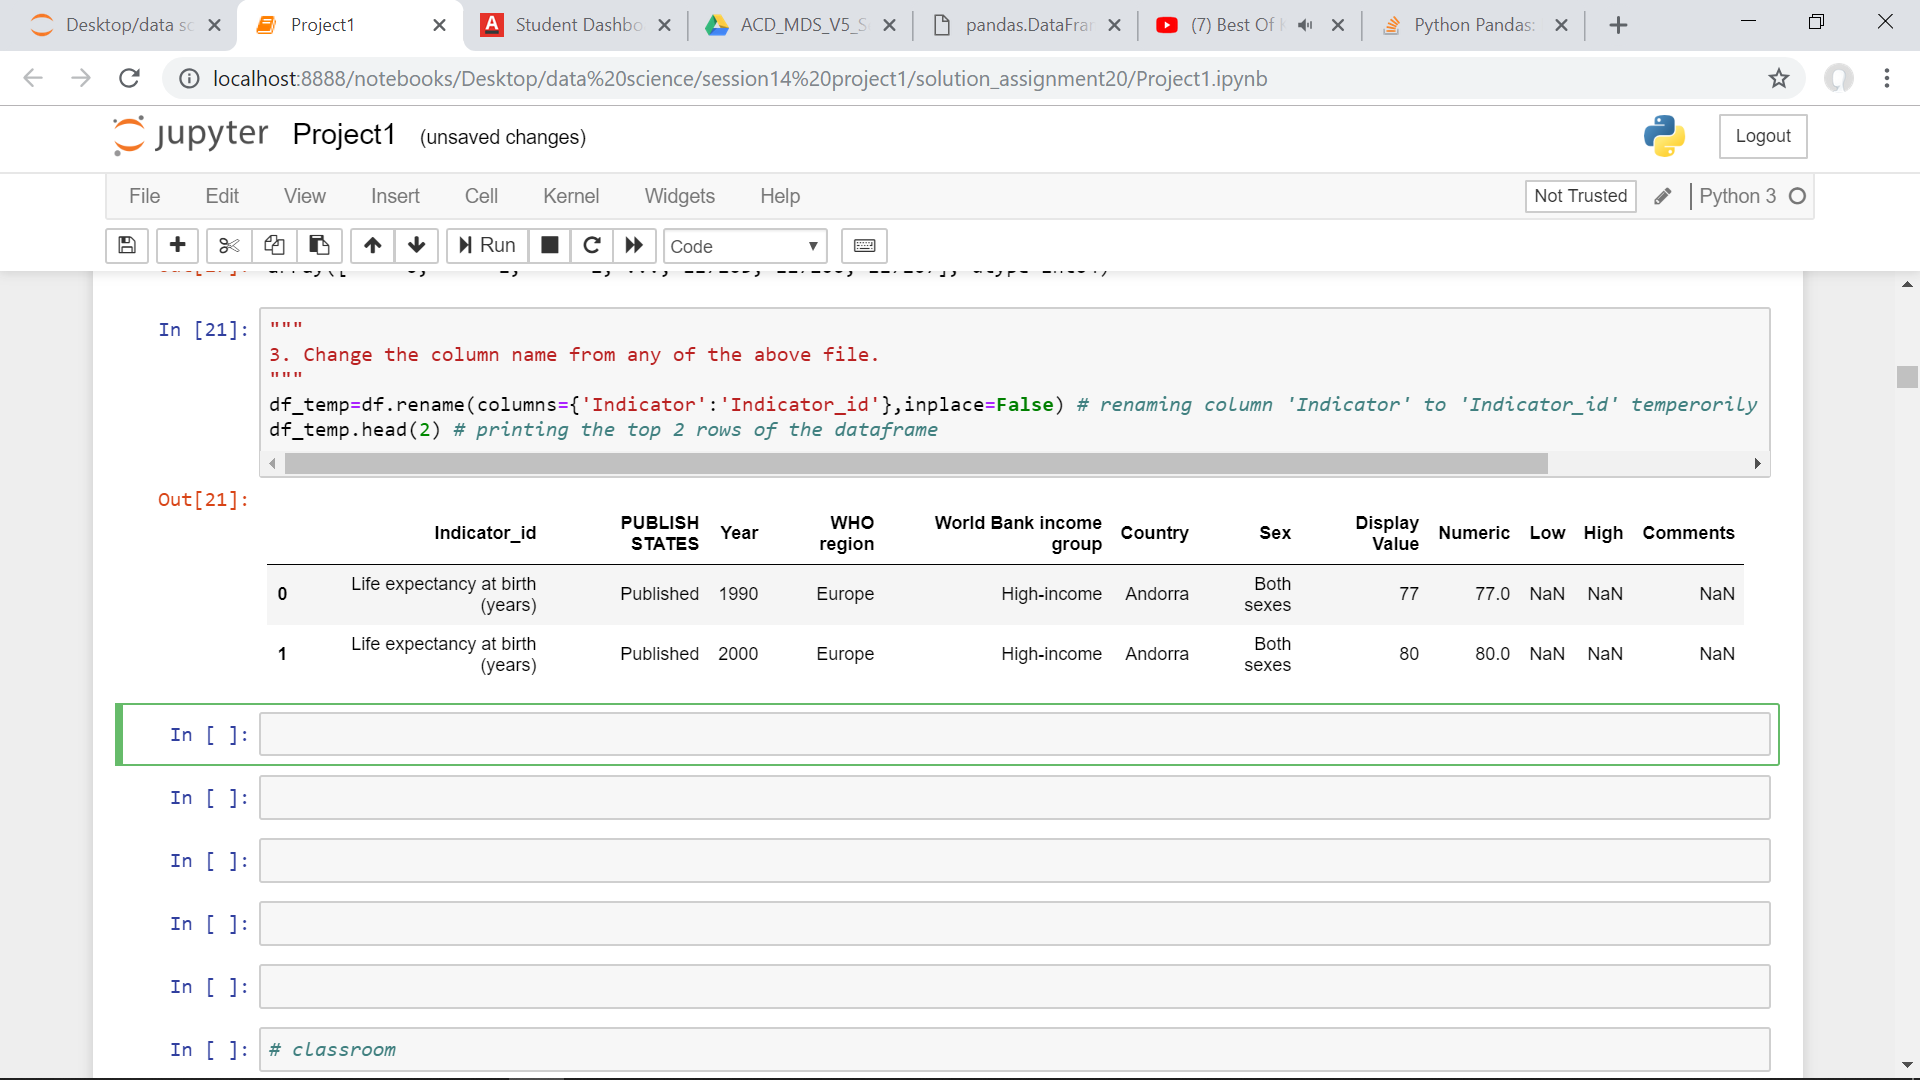 Desktop/data sc
Project1
Student Dashbo
ACD_MDS_V5_S
pandas.DataFrar
(7) Best Of
Python Pandas:
localhost:8888/notebooks/Desktop/data%20science/session14%20project1/solution_assignment20/Project1.ipynb
jupyter Project1 (unsaved changes)
Logout
File Edit View Insert Cell Kernel Widgets Help
Not Trusted
Python 3
Run
Code
In [21]: """
3. Change the column name from any of the above file.
"""
df_temp=df.rename(columns={'Indicator':'Indicator_id'},inplace=False) # renaming column 'Indicator' to 'Indicator_id' temperorily
df_temp.head(2) # printing the top 2 rows of the dataframe
Out[21]:
Indicator_id PUBLISH STATES Year WHO region World Bank income group Country Sex Display Value Numeric Low High Comments
0 Life expectancy at birth (years) Published 1990 Europe High-income Andorra Both sexes 77 77.0 NaN NaN NaN
1 Life expectancy at birth (years) Published 2000 Europe High-income Andorra Both sexes 80 80.0 NaN NaN NaN
In [ ]:
In [ ]:
In [ ]:
In [ ]:
In [ ]:
In [ ]: # classroom